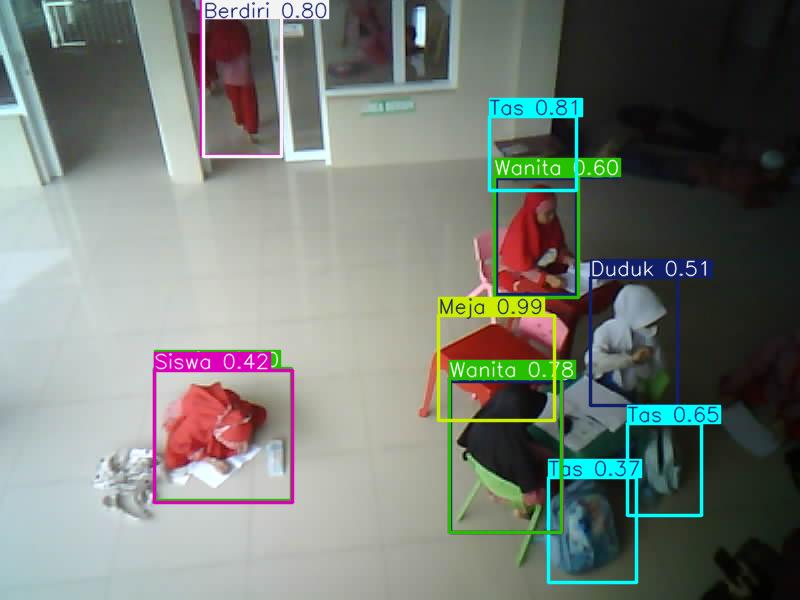 Berdiri 0.80
Tas 0.81
Wanita 0.60
Duduk 0.51
Meja 0.99
Siswa 0.42
Wanita 0.78
Tas 0.65
Tas 0.37